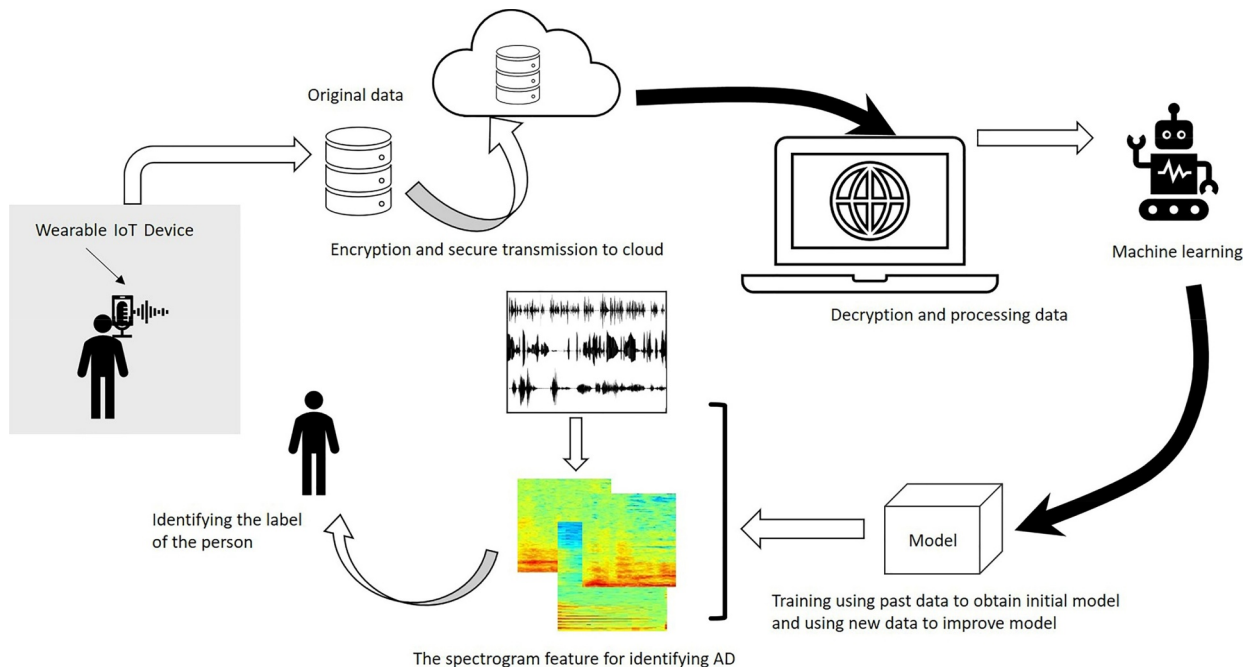 Original data
Wearable IoT Device
Encryption and secure transmission to cloud
Machine learning
Decryption and processing data
Identifying the label
of the person
Model
Training using past data to obtain initial model
and using new data to improve model
The spectrogram feature for identifying AD